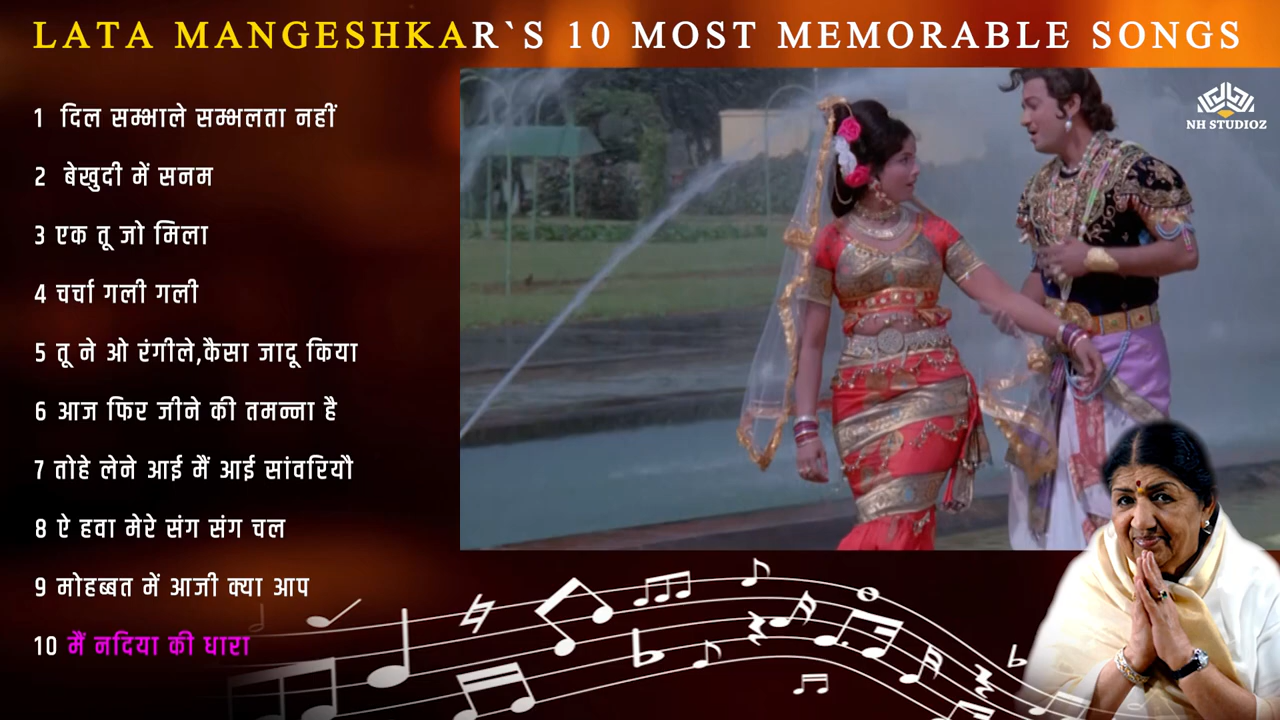 LATA MANGESHKAR`S 10 MOST MEMORABLE SONGS
NH STUDIOZ
1 दिल सम्भाले सम्भलता नहीं
2 बेखुदी में सनम
3 एक तू जो मिला
4 चर्चा गली गली
5 तू ने ओ रंगीले,कैसा जादू किया
6 आज फिर जीने की तमन्ना है
7 तोहे लेने आई मैं आई सांवरियौ
8 ऐ हवा मेरे संग संग चल
9 मोहब्बत में आजी क्या आप
10 मैं नदिया की धारा